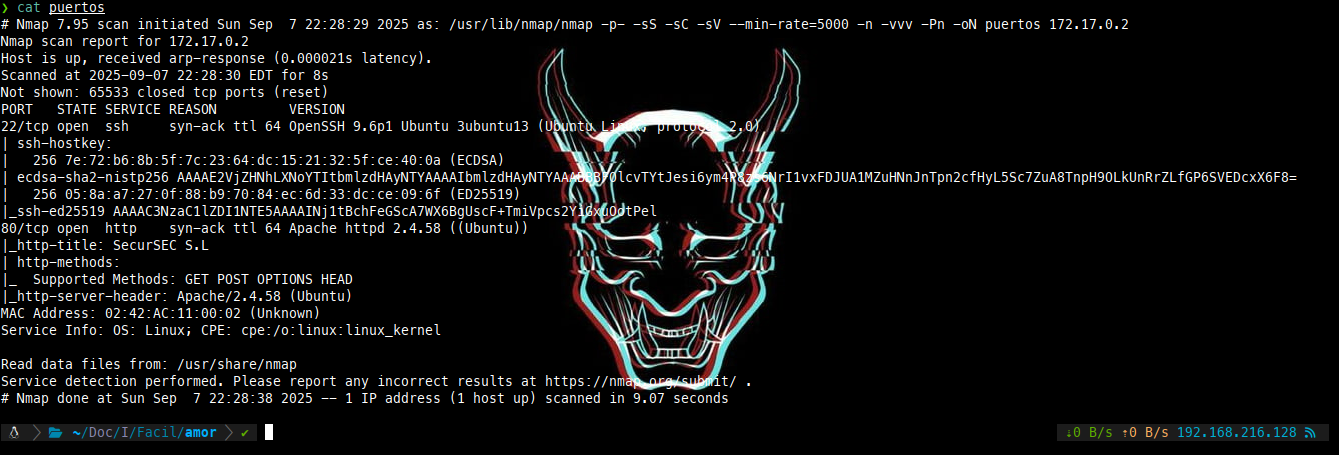 ❯ cat puertos
# Nmap 7.95 scan initiated Sun Sep  7 22:28:29 2025 as: /usr/lib/nmap/nmap -p- -sS -sC -sV --min-rate=5000 -n -vvv -Pn -oN puertos 172.17.0.2
Nmap scan report for 172.17.0.2
Host is up, received arp-response (0.000021s latency).
Scanned at 2025-09-07 22:28:30 EDT for 8s
Not shown: 65533 closed tcp ports (reset)
PORT   STATE SERVICE REASON         VERSION
22/tcp open  ssh     syn-ack ttl 64 OpenSSH 9.6p1 Ubuntu 3ubuntu13 (Ubuntu Linux; protocol 2.0)
| ssh-hostkey:
|   256 7e:72:b6:8b:5f:7c:23:64:dc:15:21:32:5f:ce:40:0a (ECDSA)
| ecdsa-sha2-nistp256
|   256 05:8a:a7:27:0f:88:b9:70:84:ec:6d:33:dc:ce:09:6f (ED25519)
|_ssh-ed25519
80/tcp open  http    syn-ack ttl 64 Apache httpd 2.4.58 ((Ubuntu))
|_http-title: SecurSEC S.L
| http-methods:
|_  Supported Methods: GET POST OPTIONS HEAD
|_http-server-header: Apache/2.4.58 (Ubuntu)
MAC Address: 02:42:AC:11:00:02 (Unknown)
Service Info: OS: Linux; CPE: cpe:/o:linux:linux_kernel
Read data files from: /usr/share/nmap
Service detection performed. Please report any incorrect results at https://nmap.org/submit/ .
# Nmap done at Sun Sep  7 22:28:38 2025 -- 1 IP address (1 host up) scanned in 9.07 seconds
~/Doc/I/Facil/amor ✔ ↓0 B/s ↑0 B/s 192.168.216.128